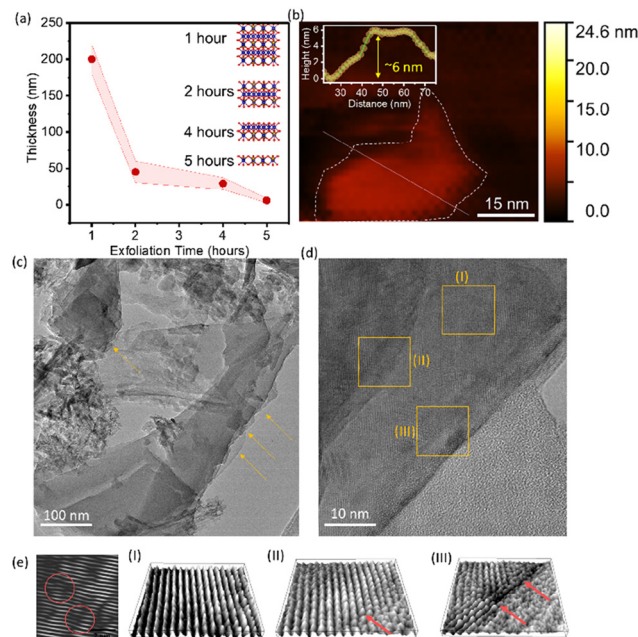 (a)
250
200
150
100
50
0
Thickness (nm)
1 hour
2 hours
4 hours
5 hours
1 2 3 4 5
Exfoliation Time (hours)
(b)
Height (nm)
6
4
2
0
~6 nm
30 40 50 60 70
Distance (nm)
15 nm
24.6 nm
20.0
15.0
10.0
5.0
0.0
(c)
100 nm
(d)
(I)
(II)
(III)
10 nm
(e)
(I)
(II)
(III)